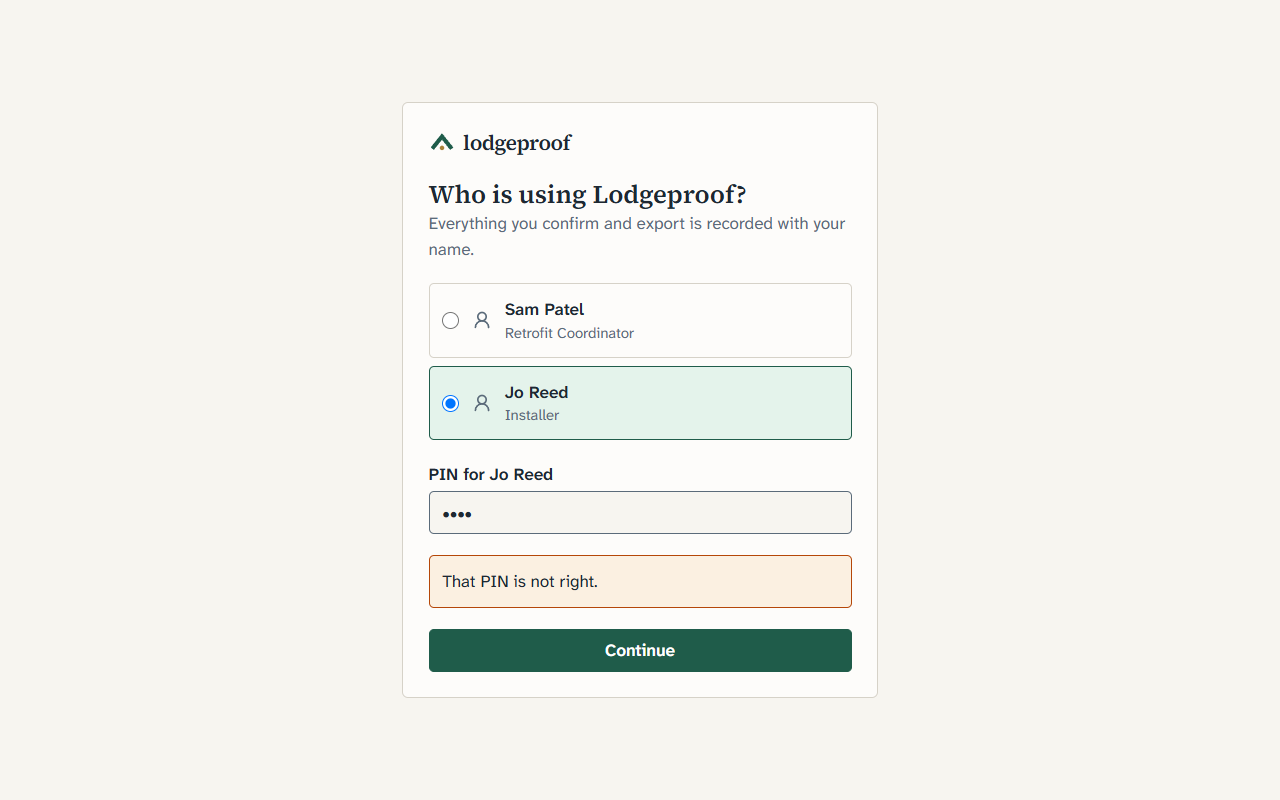 lodgeproof
Who is using Lodgeproof?
Everything you confirm and export is recorded with your
name.
Sam Patel
Retrofit Coordinator
Jo Reed
Installer
PIN for Jo Reed
••••
That PIN is not right.
Continue